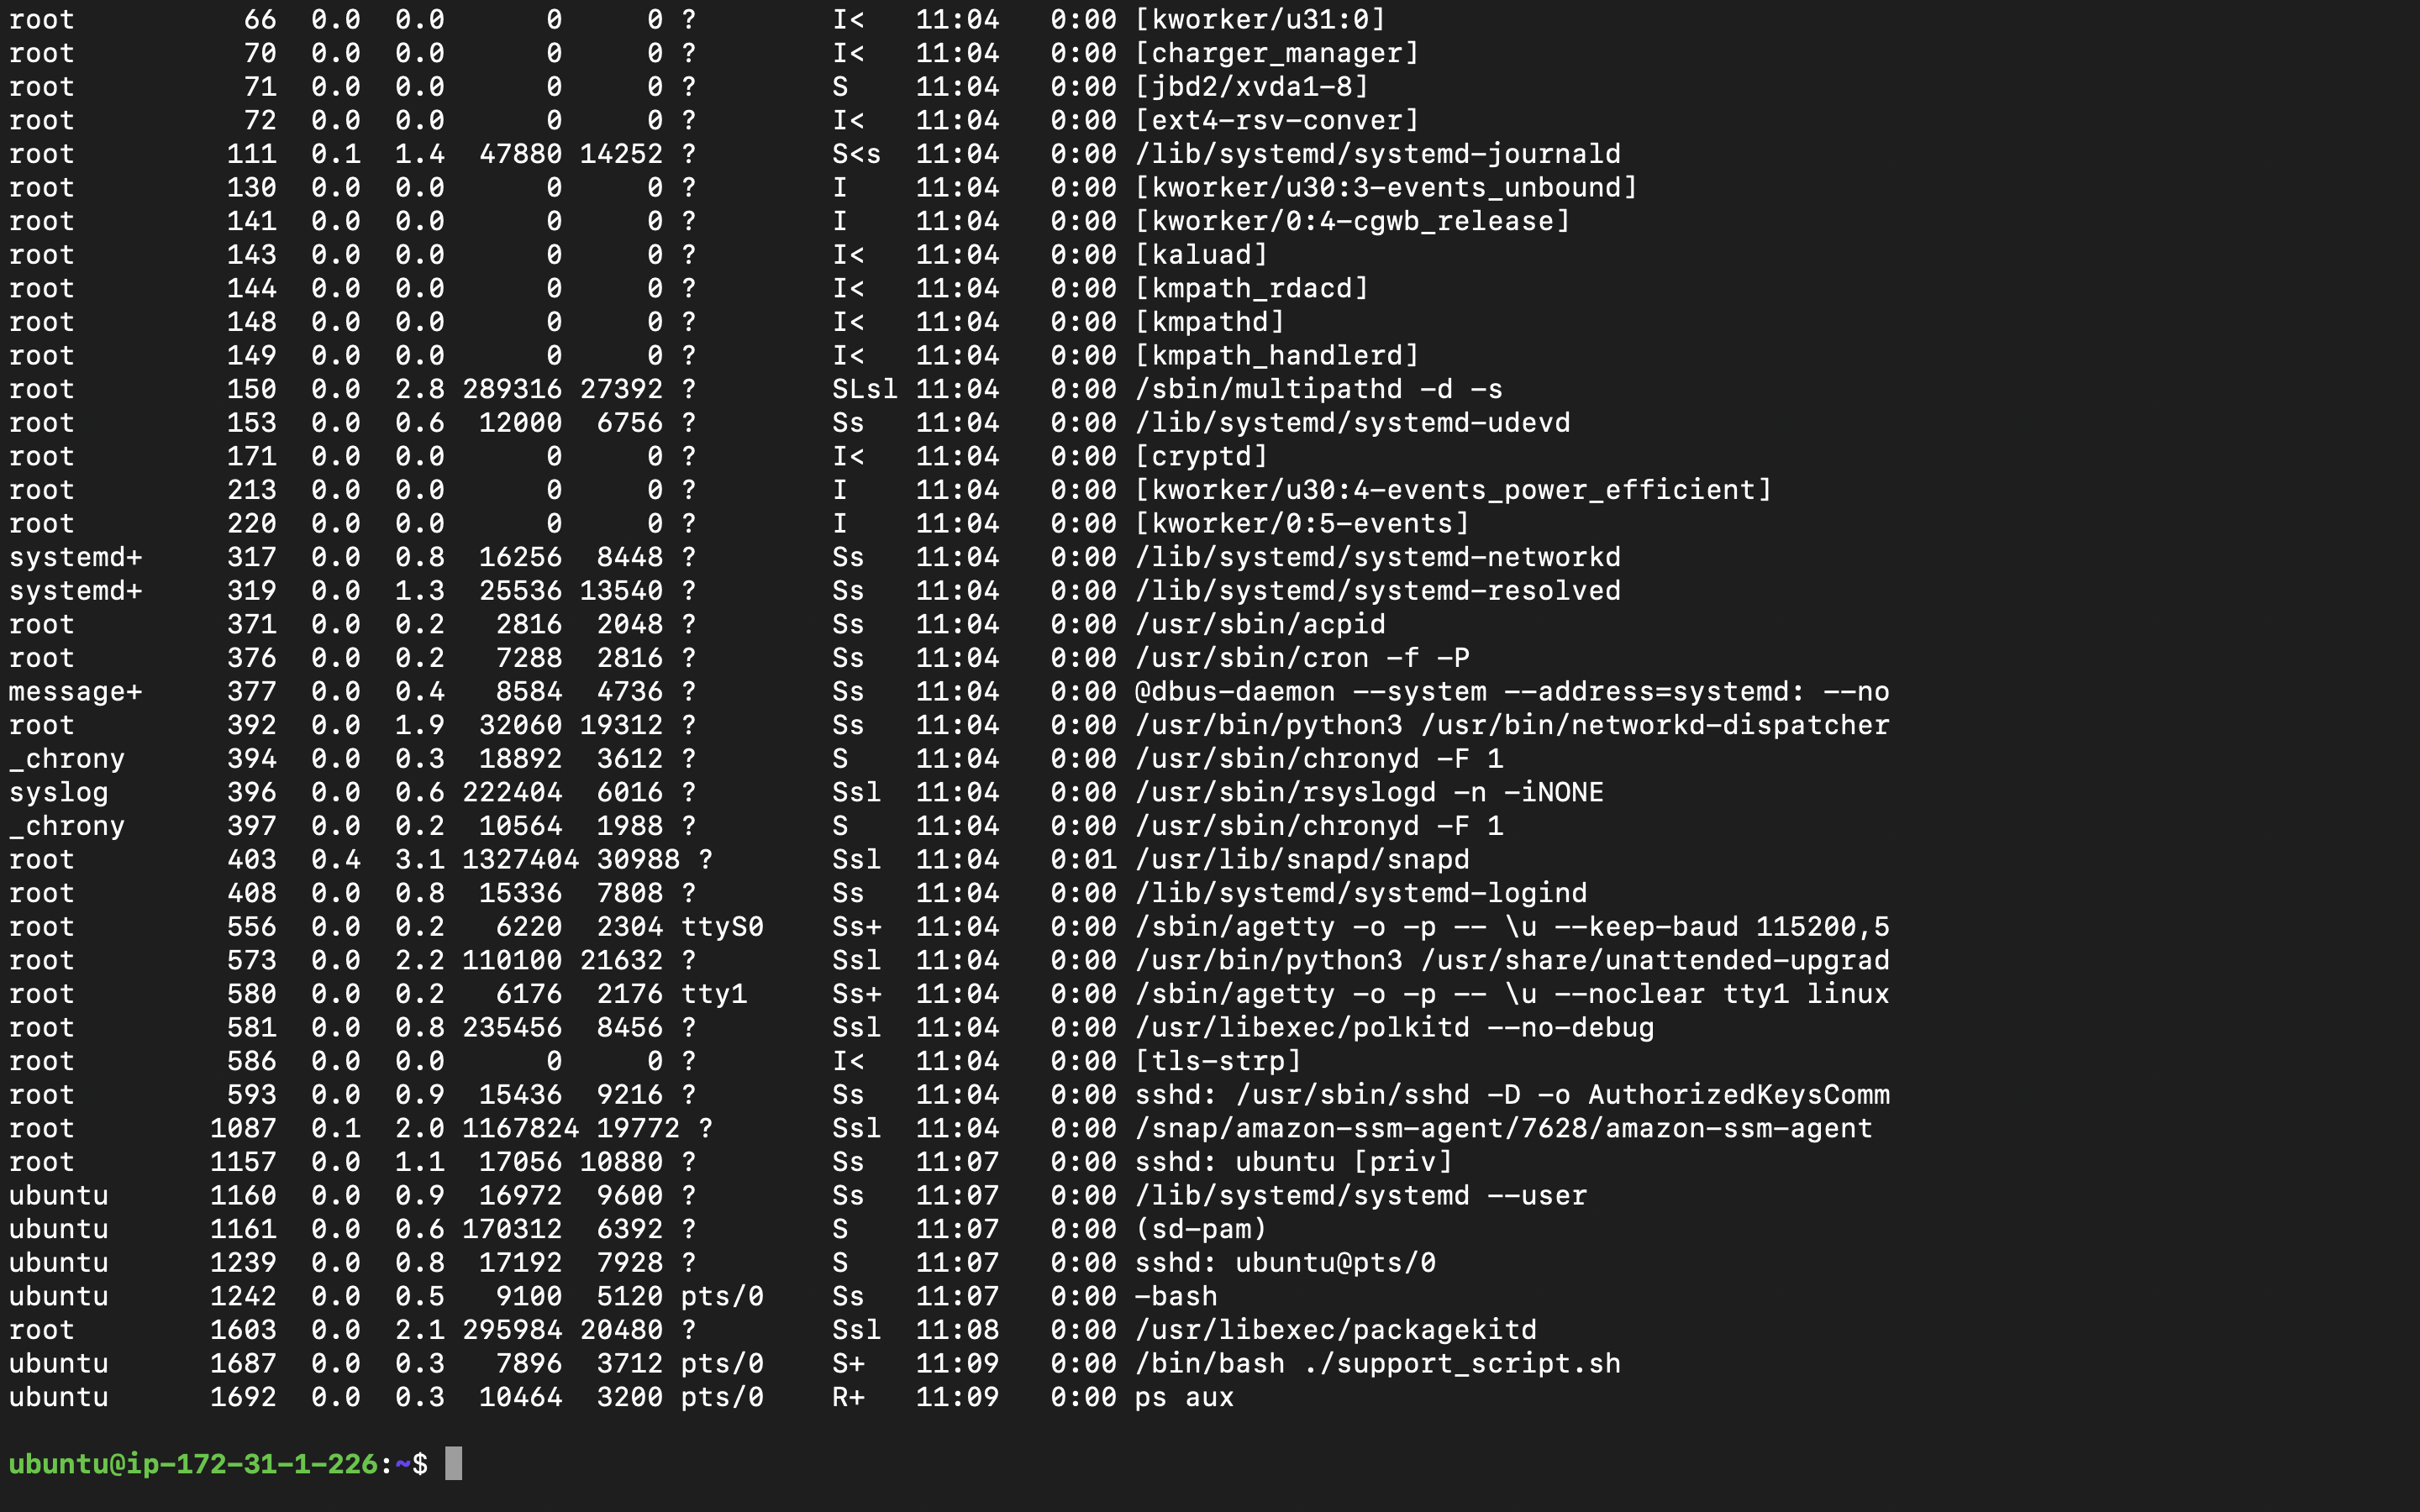 root          66  0.0  0.0      0     0 ?        I<   11:04   0:00 [kworker/u31:0]
root          70  0.0  0.0      0     0 ?        I<   11:04   0:00 [charger_manager]
root          71  0.0  0.0      0     0 ?        S    11:04   0:00 [jbd2/xvda1-8]
root          72  0.0  0.0      0     0 ?        I<   11:04   0:00 [ext4-rsv-conver]
root         111  0.1  1.4  47880 14252 ?        S<s  11:04   0:00 /lib/systemd/systemd-journald
root         130  0.0  0.0      0     0 ?        I    11:04   0:00 [kworker/u30:3-events_unbound]
root         141  0.0  0.0      0     0 ?        I    11:04   0:00 [kworker/0:4-cgwb_release]
root         143  0.0  0.0      0     0 ?        I<   11:04   0:00 [kaluad]
root         144  0.0  0.0      0     0 ?        I<   11:04   0:00 [kmpath_rdacd]
root         148  0.0  0.0      0     0 ?        I<   11:04   0:00 [kmpathd]
root         149  0.0  0.0      0     0 ?        I<   11:04   0:00 [kmpath_handlerd]
root         150  0.0  2.8 289316 27392 ?        SLsl 11:04   0:00 /sbin/multipathd -d -s
root         153  0.0  0.6  12000  6756 ?        Ss   11:04   0:00 /lib/systemd/systemd-udevd
root         171  0.0  0.0      0     0 ?        I<   11:04   0:00 [cryptd]
root         213  0.0  0.0      0     0 ?        I    11:04   0:00 [kworker/u30:4-events_power_efficient]
root         220  0.0  0.0      0     0 ?        I    11:04   0:00 [kworker/0:5-events]
systemd+     317  0.0  0.8  16256  8448 ?        Ss   11:04   0:00 /lib/systemd/systemd-networkd
systemd+     319  0.0  1.3  25536 13540 ?        Ss   11:04   0:00 /lib/systemd/systemd-resolved
root         371  0.0  0.2   2816  2048 ?        Ss   11:04   0:00 /usr/sbin/acpid
root         376  0.0  0.2   7288  2816 ?        Ss   11:04   0:00 /usr/sbin/cron -f -P
message+     377  0.0  0.4   8584  4736 ?        Ss   11:04   0:00 @dbus-daemon --system --address=systemd: --no
root         392  0.0  1.9  32060 19312 ?        Ss   11:04   0:00 /usr/bin/python3 /usr/bin/networkd-dispatcher
_chrony      394  0.0  0.3  18892  3612 ?        S    11:04   0:00 /usr/sbin/chronyd -F 1
syslog       396  0.0  0.6 222404  6016 ?        Ssl  11:04   0:00 /usr/sbin/rsyslogd -n -iNONE
_chrony      397  0.0  0.2  10564  1988 ?        S    11:04   0:00 /usr/sbin/chronyd -F 1
root         403  0.4  3.1 1327404 30988 ?       Ssl  11:04   0:01 /usr/lib/snapd/snapd
root         408  0.0  0.8  15336  7808 ?        Ss   11:04   0:00 /lib/systemd/systemd-logind
root         556  0.0  0.2   6220  2304 ttyS0    Ss+  11:04   0:00 /sbin/agetty -o -p -- \u --keep-baud 115200,5
root         573  0.0  2.2 110100 21632 ?        Ssl  11:04   0:00 /usr/bin/python3 /usr/share/unattended-upgrad
root         580  0.0  0.2   6176  2176 tty1     Ss+  11:04   0:00 /sbin/agetty -o -p -- \u --noclear tty1 linux
root         581  0.0  0.8 235456  8456 ?        Ssl  11:04   0:00 /usr/libexec/polkitd --no-debug
root         586  0.0  0.0      0     0 ?        I<   11:04   0:00 [tls-strp]
root         593  0.0  0.9  15436  9216 ?        Ss   11:04   0:00 sshd: /usr/sbin/sshd -D -o AuthorizedKeysComm
root        1087  0.1  2.0 1167824 19772 ?       Ssl  11:04   0:00 /snap/amazon-ssm-agent/7628/amazon-ssm-agent
root        1157  0.0  1.1  17056 10880 ?        Ss   11:07   0:00 sshd: ubuntu [priv]
ubuntu      1160  0.0  0.9  16972  9600 ?        Ss   11:07   0:00 /lib/systemd/systemd --user
ubuntu      1161  0.0  0.6 170312  6392 ?        S    11:07   0:00 (sd-pam)
ubuntu      1239  0.0  0.8  17192  7928 ?        S    11:07   0:00 sshd: ubuntu@pts/0
ubuntu      1242  0.0  0.5   9100  5120 pts/0    Ss   11:07   0:00 -bash
root        1603  0.0  2.1 295984 20480 ?        Ssl  11:08   0:00 /usr/libexec/packagekitd
ubuntu      1687  0.0  0.3   7896  3712 pts/0    S+   11:09   0:00 /bin/bash ./support_script.sh
ubuntu      1692  0.0  0.3  10464  3200 pts/0    R+   11:09   0:00 ps aux
ubuntu@ip-172-31-1-226:~$